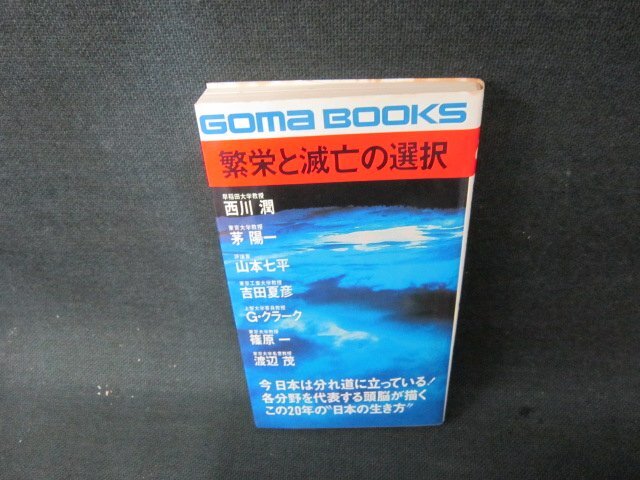 GOMA BOOKS
繁栄と滅亡の選択
早稲田大学教授
西川 潤
東京大学教授
茅 陽一
評論家
山本七平
東京工業大学教授
吉田夏彦
上智大学客員教授
G・クラーク
東京大学教授
篠原 一
東京大学名誉教授
渡辺 茂
今 日本は分れ道に立っている!
各分野を代表する頭脳が描く
この20年の"日本の生き方"